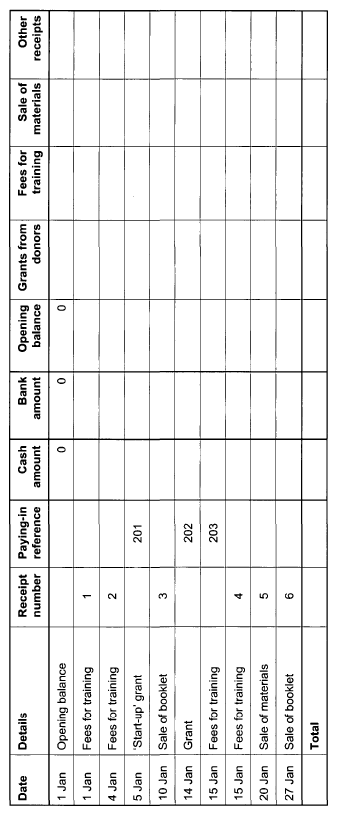 Date Details Receipt number Paying-in reference Cash amount Bank amount Opening balance Grants from donors Fees for training Sale of materials Other receipts
1 Jan Opening balance 0 0 0
1 Jan Fees for training 1
4 Jan Fees for training 2
5 Jan 'Start-up' grant 201
10 Jan Sale of booklet 3
14 Jan Grant 202
15 Jan Fees for training 203
15 Jan Fees for training 4
20 Jan Sale of materials 5
27 Jan Sale of booklet 6
Total